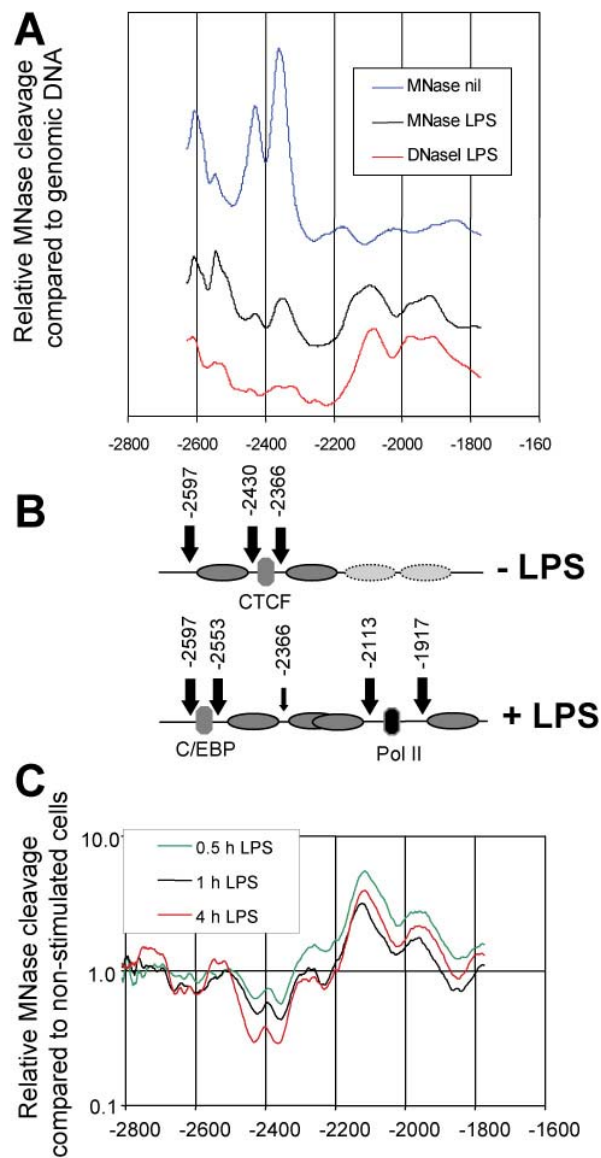 A
Relative MNase cleavage
compared to genomic DNA
MNase nil
MNase LPS
DNaseI LPS
-2800 -2600 -2400 -2200 -2000 -1800 -160
B
-2597 -2430 -2366
CTCF
- LPS
-2597 -2553 -2366 -2113 -1917
C/EBP
Pol II
+ LPS
C
Relative MNase cleavage
compared to non-stimulated cells
10.0
1.0
0.1
0.5 h LPS
1 h LPS
4 h LPS
-2800 -2600 -2400 -2200 -2000 -1800 -1600